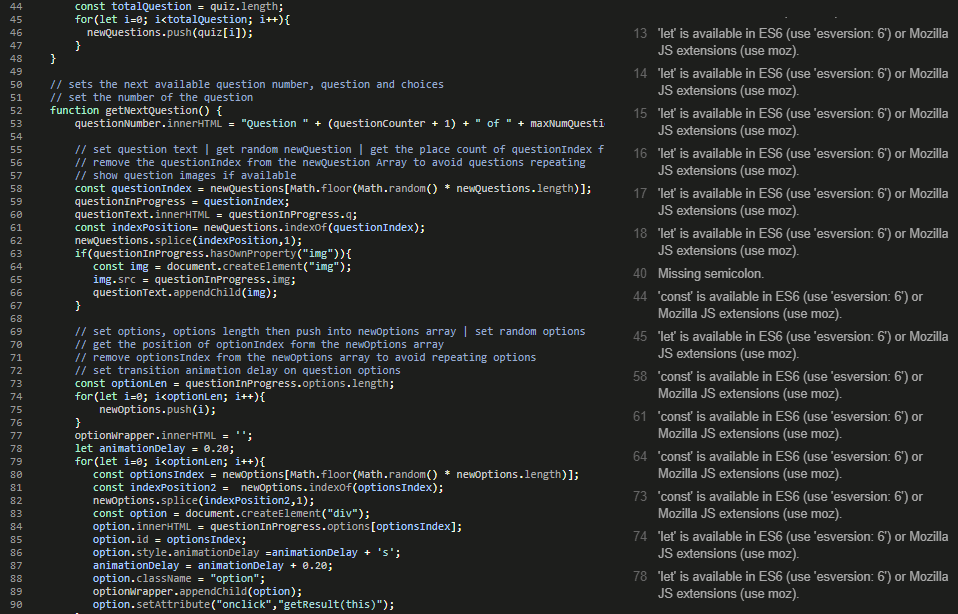 44 const totalQuestion = quiz.length;
45 for(let i=0; i<totalQuestion; i++){
46 newQuestions.push(quiz[i]);
47 }
48 }
49
50 // sets the next available question number, question and choices
51 // set the number of the question
52 function getNextQuestion() {
53 questionNumber.innerHTML = "Question " + (questionCounter + 1) + " of " + maxNumQuesti
54
55 // set question text | get random newQuestion | get the place count of questionIndex f
56 // remove the questionIndex from the newQuestion Array to avoid questions repeating
57 // show question images if available
58 const questionIndex = newQuestions[Math.floor(Math.random() * newQuestions.length)];
59 questionInProgress = questionIndex;
60 questionText.innerHTML = questionInProgress.q;
61 const indexPosition= newQuestions.indexOf(questionIndex);
62 newQuestions.splice(indexPosition,1);
63 if(questionInProgress.hasOwnProperty("img")){
64 const img = document.createElement("img");
65 img.src = questionInProgress.img;
66 questionText.appendChild(img);
67 }
68
69 // set options, options length then push into newOptions array | set random options
70 // get the position of optionIndex form the newOptions array
71 // remove optionsIndex from the newOptions array to avoid repeating options
72 // set transition animation delay on question options
73 const optionLen = questionInProgress.options.length;
74 for(let i=0; i<optionLen; i++){
75 newOptions.push(i);
76 }
77 optionWrapper.innerHTML = '';
78 let animationDelay = 0.20;
79 for(let i=0; i<optionLen; i++){
80 const optionsIndex = newOptions[Math.floor(Math.random() * newOptions.length)];
81 const indexPosition2 =  newOptions.indexOf(optionsIndex);
82 newOptions.splice(indexPosition2,1);
83 const option = document.createElement("div");
84 option.innerHTML = questionInProgress.options[optionsIndex];
85 option.id = optionsIndex;
86 option.style.animationDelay =animationDelay + 's';
87 animationDelay = animationDelay + 0.20;
88 option.className = "option";
89 optionWrapper.appendChild(option);
90 option.setAttribute("onclick","getResult(this)");
13 'let' is available in ES6 (use 'esversion: 6') or Mozilla
JS extensions (use moz).
14 'let' is available in ES6 (use 'esversion: 6') or Mozilla
JS extensions (use moz).
15 'let' is available in ES6 (use 'esversion: 6') or Mozilla
JS extensions (use moz).
16 'let' is available in ES6 (use 'esversion: 6') or Mozilla
JS extensions (use moz).
17 'let' is available in ES6 (use 'esversion: 6') or Mozilla
JS extensions (use moz).
18 'let' is available in ES6 (use 'esversion: 6') or Mozilla
JS extensions (use moz).
40 Missing semicolon.
44 'const' is available in ES6 (use 'esversion: 6') or
Mozilla JS extensions (use moz).
45 'let' is available in ES6 (use 'esversion: 6') or Mozilla
JS extensions (use moz).
58 'const' is available in ES6 (use 'esversion: 6') or
Mozilla JS extensions (use moz).
61 'const' is available in ES6 (use 'esversion: 6') or
Mozilla JS extensions (use moz).
64 'const' is available in ES6 (use 'esversion: 6') or
Mozilla JS extensions (use moz).
73 'const' is available in ES6 (use 'esversion: 6') or
Mozilla JS extensions (use moz).
74 'let' is available in ES6 (use 'esversion: 6') or Mozilla
JS extensions (use moz).
78 'let' is available in ES6 (use 'esversion: 6') or Mozilla
JS extensions (use moz).